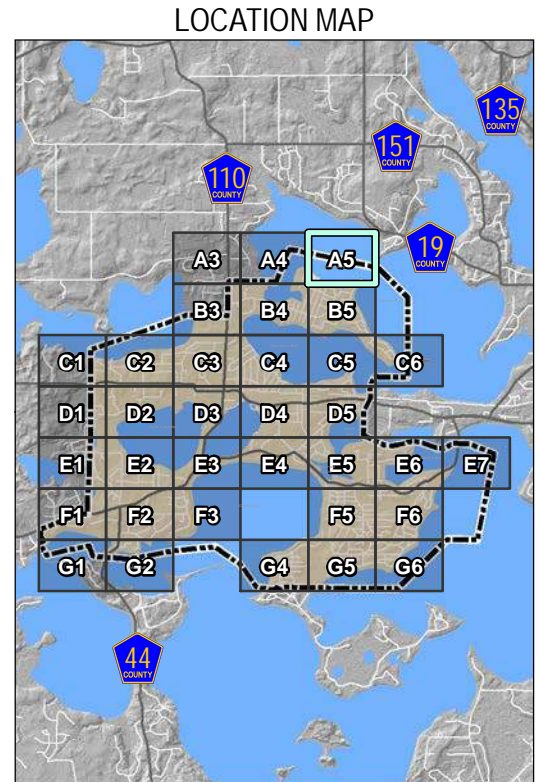 LOCATION MAP
135
COUNTY
151
COUNTY
110
COUNTY
19
COUNTY
A3 A4 A5
B3 B4 B5
C1 C2 C3 C4 C5 C6
D1 D2 D3 D4 D5
E1 E2 E3 E4 E5 E6 E7
F1 F2 F3 F5 F6
G1 G2 G4 G5 G6
44
COUNTY